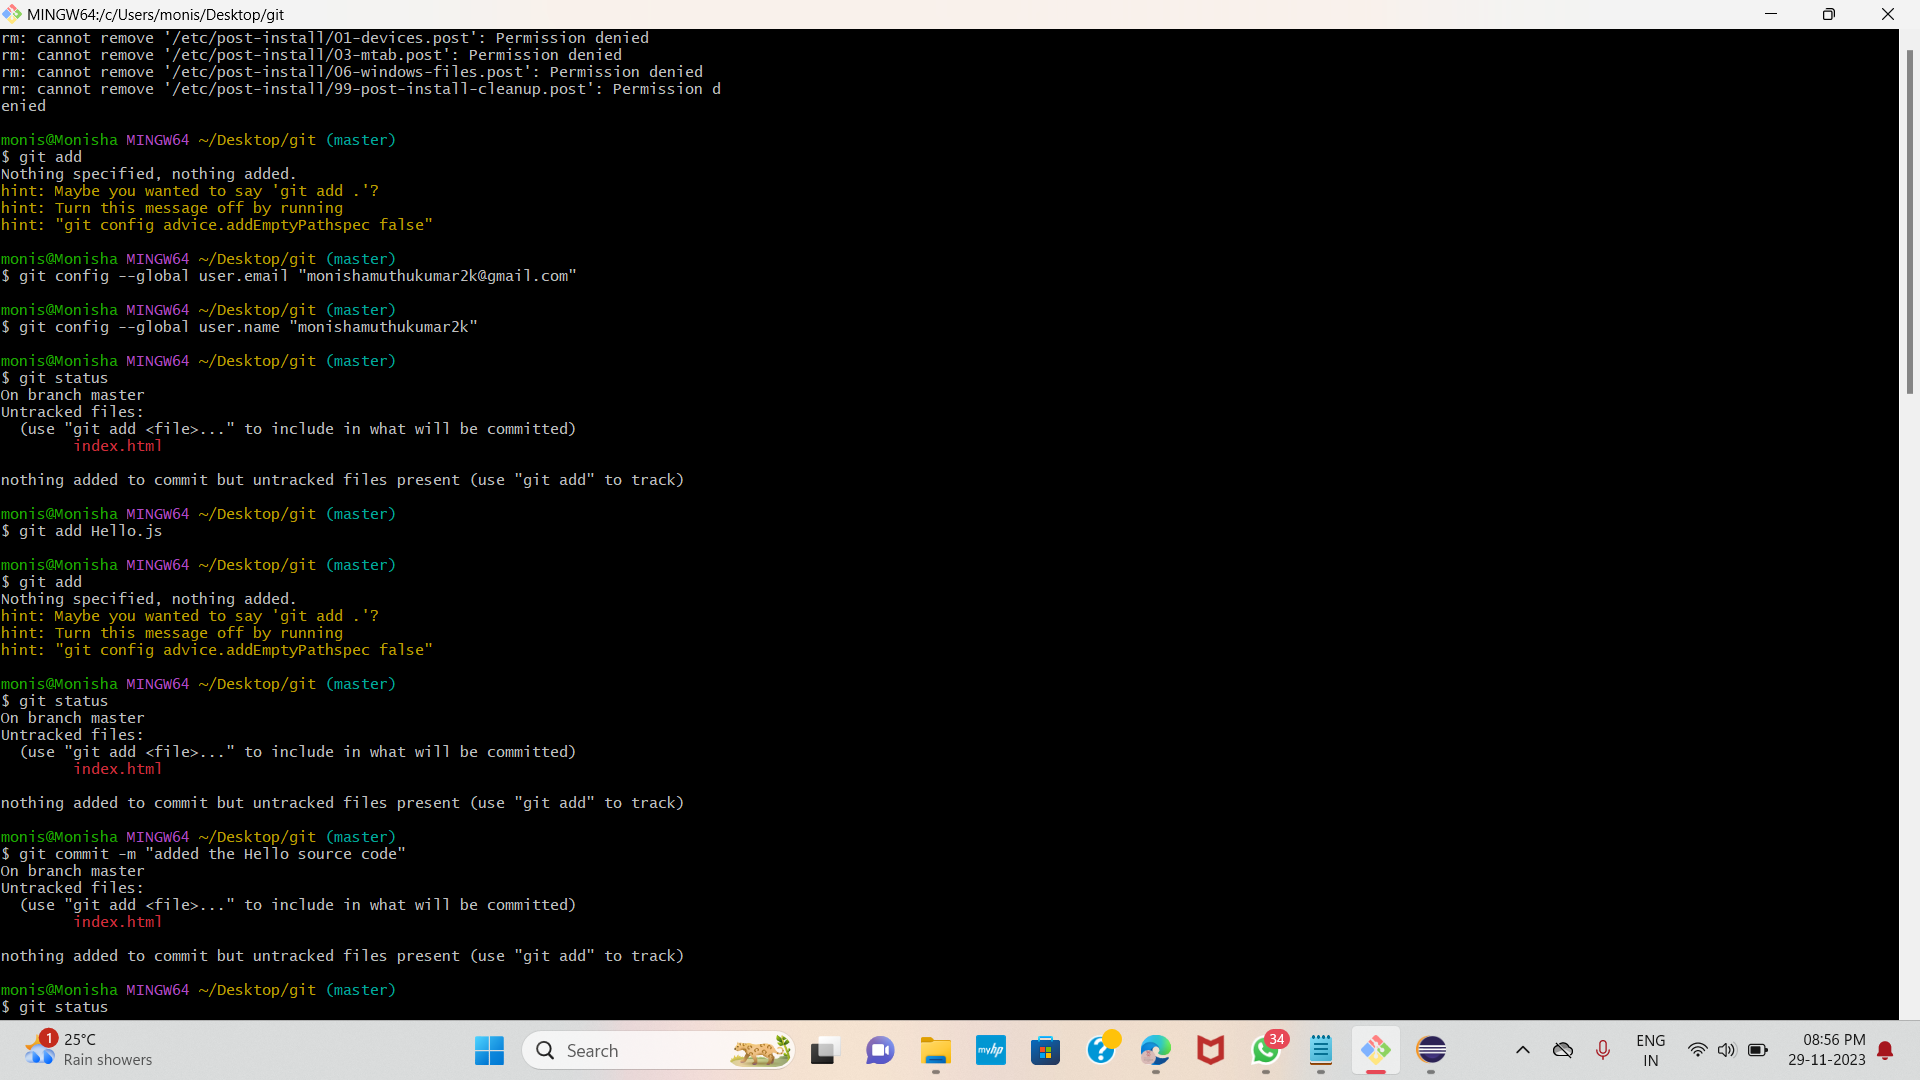 MINGW64:/c/Users/monis/Desktop/git
rm: cannot remove '/etc/post-install/01-devices.post': Permission denied
rm: cannot remove '/etc/post-install/03-mtab.post': Permission denied
rm: cannot remove '/etc/post-install/06-windows-files.post': Permission denied
rm: cannot remove '/etc/post-install/99-post-install-cleanup.post': Permission d
enied
monis@Monisha MINGW64 ~/Desktop/git (master)
$ git add
Nothing specified, nothing added.
hint: Maybe you wanted to say 'git add .'?
hint: Turn this message off by running
hint: "git config advice.addEmptyPathspec false"
monis@Monisha MINGW64 ~/Desktop/git (master)
$ git config --global user.email "monishamuthukumar2k@gmail.com"
monis@Monisha MINGW64 ~/Desktop/git (master)
$ git config --global user.name "monishamuthukumar2k"
monis@Monisha MINGW64 ~/Desktop/git (master)
$ git status
On branch master
Untracked files:
  (use "git add <file>..." to include in what will be committed)
        index.html
nothing added to commit but untracked files present (use "git add" to track)
monis@Monisha MINGW64 ~/Desktop/git (master)
$ git add Hello.js
monis@Monisha MINGW64 ~/Desktop/git (master)
$ git add
Nothing specified, nothing added.
hint: Maybe you wanted to say 'git add .'?
hint: Turn this message off by running
hint: "git config advice.addEmptyPathspec false"
monis@Monisha MINGW64 ~/Desktop/git (master)
$ git status
On branch master
Untracked files:
  (use "git add <file>..." to include in what will be committed)
        index.html
nothing added to commit but untracked files present (use "git add" to track)
monis@Monisha MINGW64 ~/Desktop/git (master)
$ git commit -m "added the Hello source code"
On branch master
Untracked files:
  (use "git add <file>..." to include in what will be committed)
        index.html
nothing added to commit but untracked files present (use "git add" to track)
monis@Monisha MINGW64 ~/Desktop/git (master)
$ git status
1
25°C
Rain showers
Search
myhp
34
ENG
IN
08:56 PM
29-11-2023